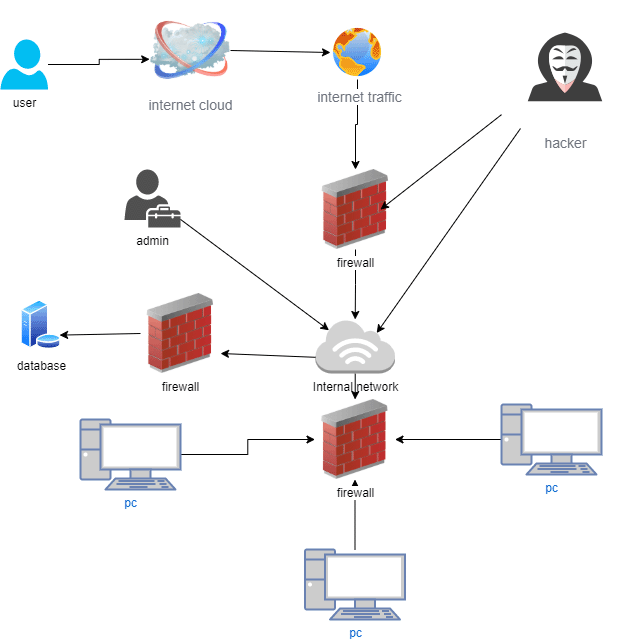 user
internet cloud
internet traffic
hacker
admin
firewall
database
firewall
Internal network
firewall
pc
pc
pc